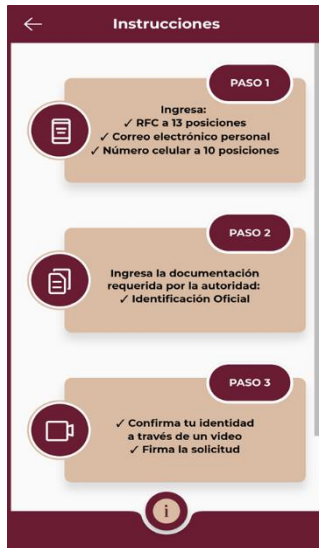 Instrucciones
PASO 1
Ingresa:
✓ RFC a 13 posiciones
✓ Correo electrónico personal
✓ Número celular a 10 posiciones
PASO 2
Ingresa la documentación
requerida por la autoridad:
✓ Identificación Oficial
PASO 3
✓ Confirma tu identidad
a través de un video
✓ Firma la solicitud
i